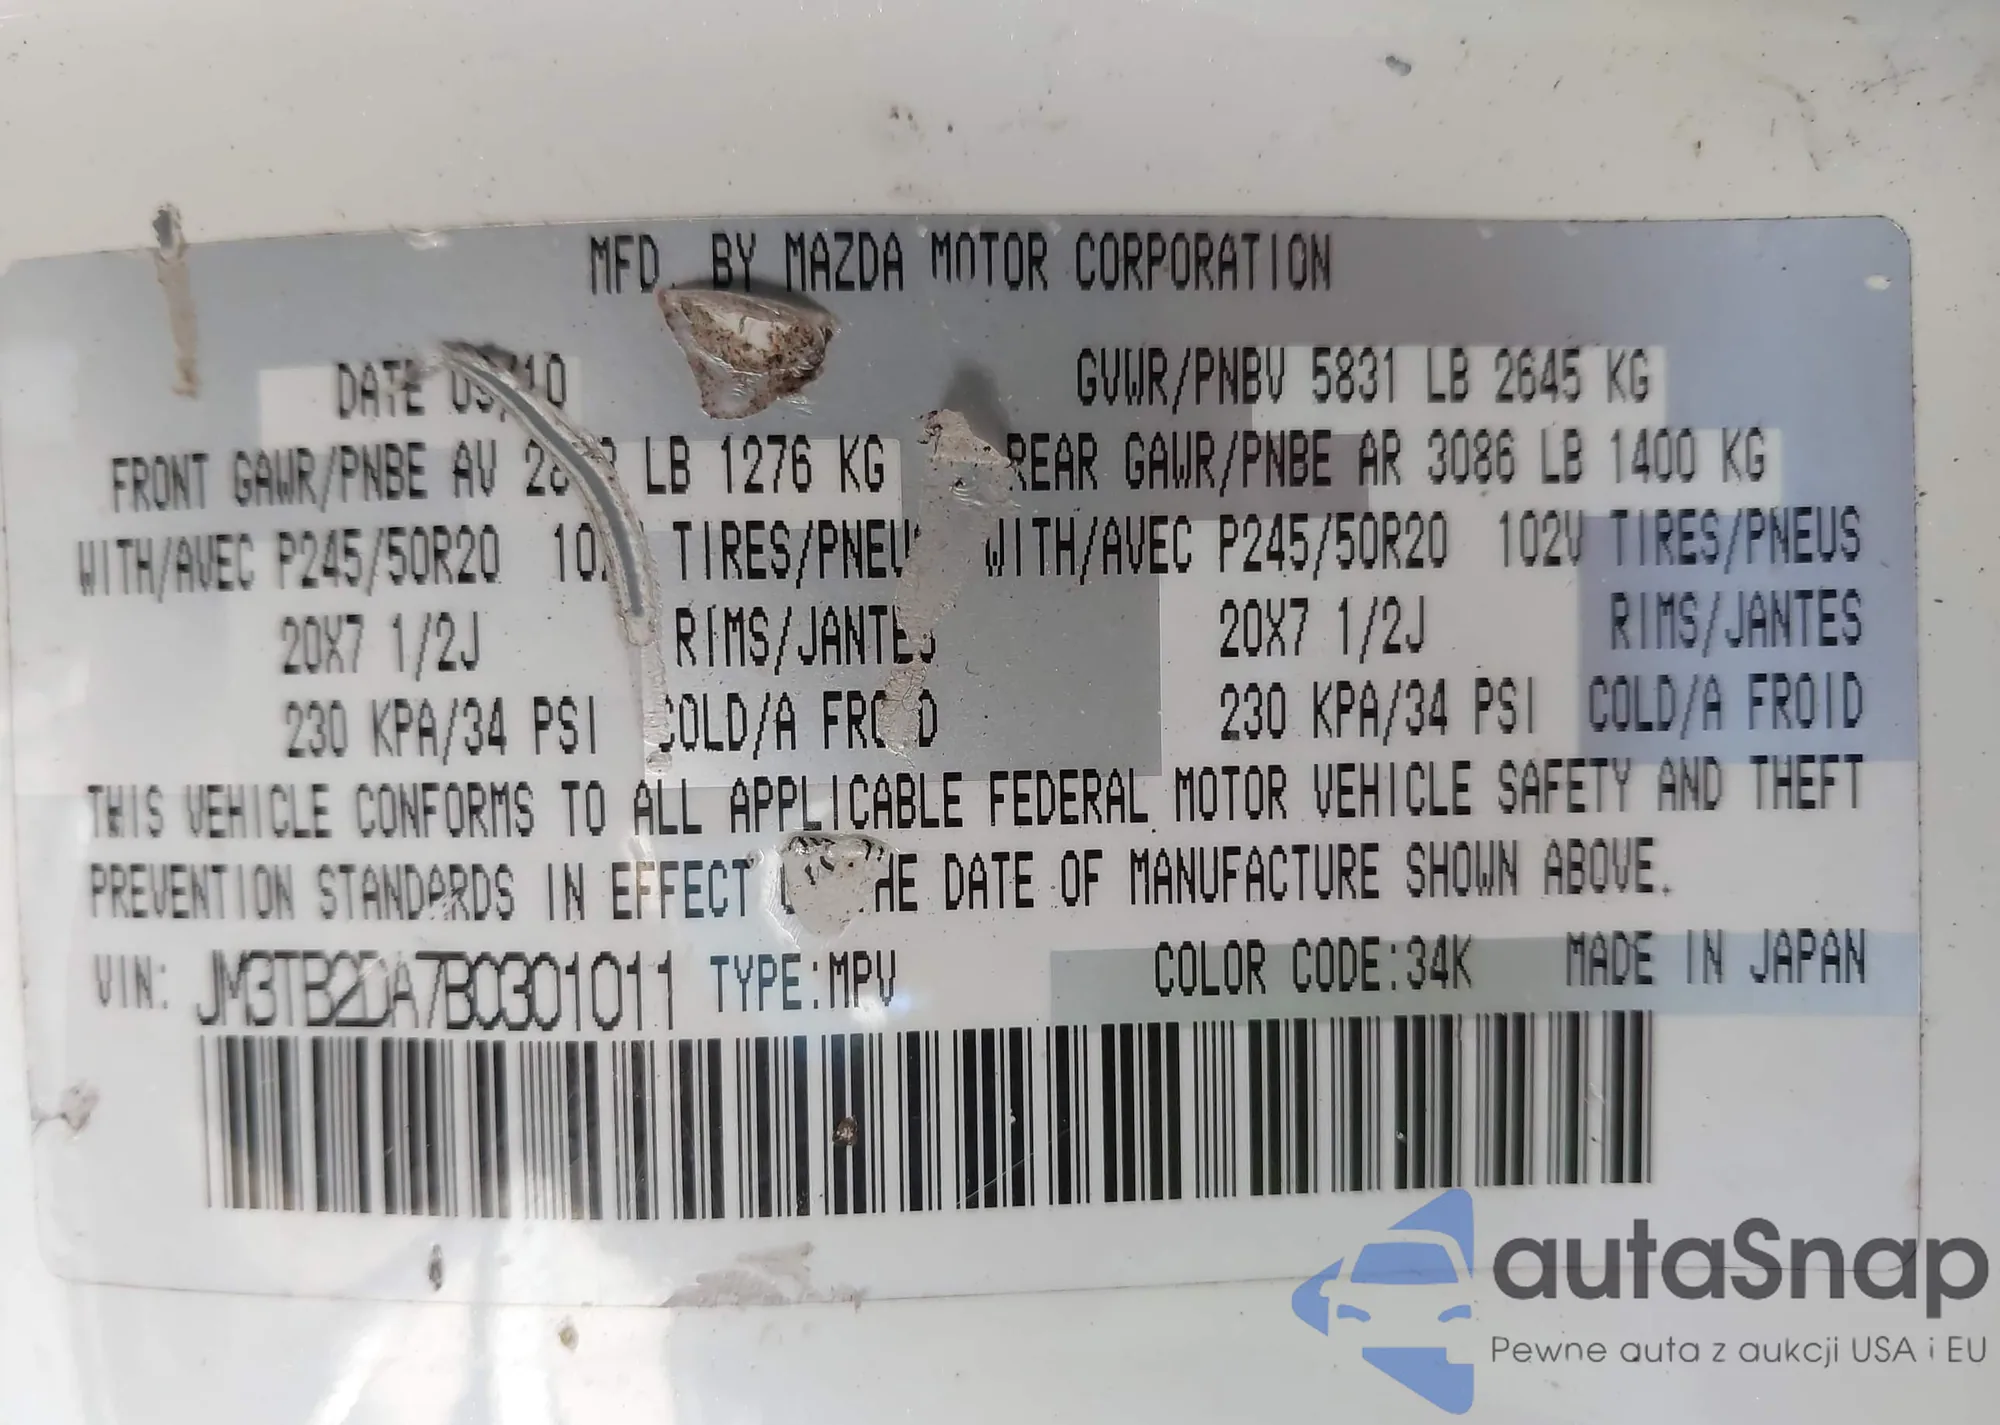 MFD. BY MAZDA MOTOR CORPORATION
DATE GVWR/PNBV 5831 LB 2645 KG
FRONT GAWR/PNBE AV LB 1276 KG REAR GAWR/PNBE AR 3086 LB 1400 KG
WITH/AVEC P245/50R20 TIRES/PNEUS WITH/AVEC P245/50R20 102V TIRES/PNEUS
20X7 1/2J RIMS/JANTES 20X7 1/2J RIMS/JANTES
230 KPA/34 PSI COLD/A FROID 230 KPA/34 PSI COLD/A FROID
THIS VEHICLE CONFORMS TO ALL APPLICABLE FEDERAL MOTOR VEHICLE SAFETY AND THEFT
PREVENTION STANDARDS IN EFFECT THE DATE OF MANUFACTURE SHOWN ABOVE.
VIN: JM3TB2DA7B0301011 TYPE:MPV COLOR CODE:34K MADE IN JAPAN
autaSnap
Pewne auta z aukcji USA i EU